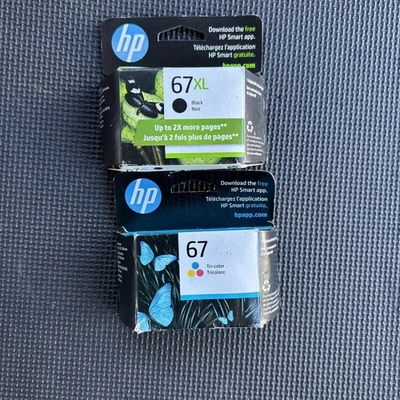 hp
Download the free
HP Smart app.
Téléchargez l'application
HP Smart gratuite.
hpapp.com
67XL
Black
Noir
Up to 2X more pages
Jusqu'à 2 fois plus de pages
hp
Download the free
HP Smart app.
Téléchargez l'application
HP Smart gratuite.
hpapp.com
67
Tri-color
Tricolore